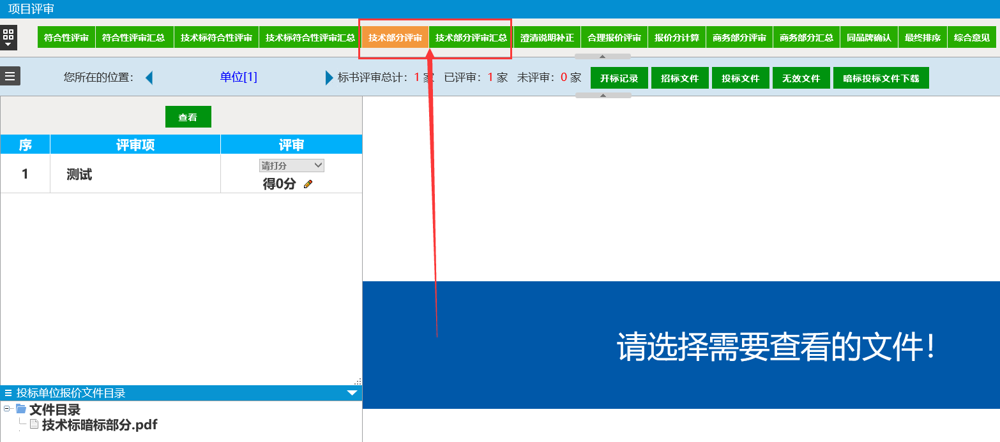 项目评审
符合性评审 符合性评审汇总 技术标符合性评审 技术标符合性评审汇总 技术部分评审 技术部分评审汇总 澄清说明补正 合理报价评审 报价分计算 商务部分评审 商务部分汇总 同品牌确认 最终排序 综合意见
您所在的位置： 单位[1] 标书评审总计：1 家 已评审：1 家 未评审：0 家 开标记录 招标文件 投标文件 无效文件 暗标投标文件下载
查看
序 评审项 评审
1 测试 请打分
得0分
请选择需要查看的文件！
投标单位报价文件目录
文件目录
技术标暗标部分.pdf